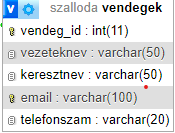 v szalloda vendegek
vendeg_id : int(11)
vezeteknev : varchar(50)
keresztnev : varchar(50)
email : varchar(100)
telefonszam : varchar(20)